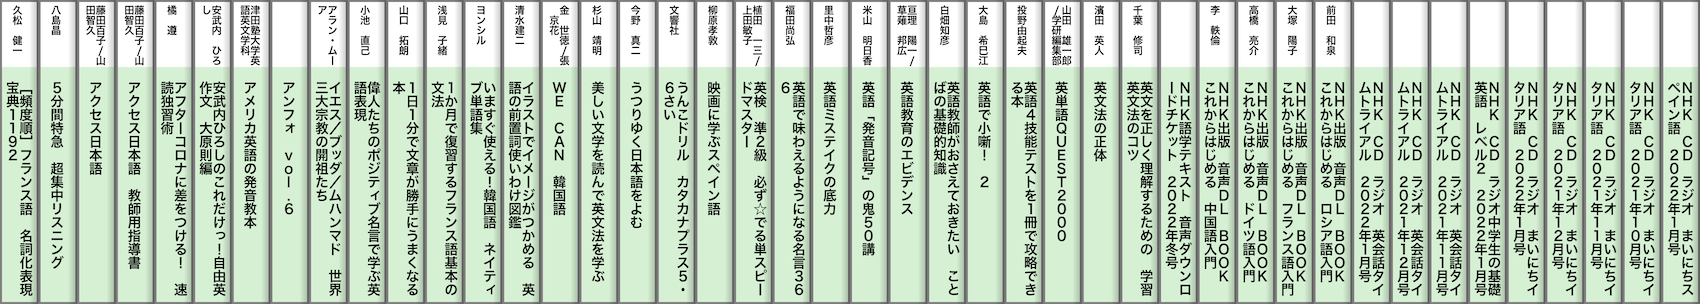 ＮＨＫ　ＣＤ　ラジオ　まいにちス
ペイン語　２０２２年１月号
ＮＨＫ　ＣＤ　ラジオ　まいにちイ
タリア語　２０２１年１０月号
ＮＨＫ　ＣＤ　ラジオ　まいにちイ
タリア語　２０２１年１１月号
ＮＨＫ　ＣＤ　ラジオ　まいにちイ
タリア語　２０２１年１２月号
ＮＨＫ　ＣＤ　ラジオ　まいにちイ
タリア語　２０２２年１月号
ＮＨＫ　ＣＤ　ラジオ中学生の基礎
英語　レベル２　２０２２年１月号
ＮＨＫ　ＣＤ　ラジオ　英会話タイ
ムトライアル　２０２１年１１月号
ＮＨＫ　ＣＤ　ラジオ　英会話タイ
ムトライアル　２０２１年１２月号
ＮＨＫ　ＣＤ　ラジオ　英会話タイ
ムトライアル　２０２２年１月号
前田　和泉
ＮＨＫ出版　音声ＤＬ　ＢＯＯＫ　
これからはじめる　ロシア語入門
大塚　陽子
ＮＨＫ出版　音声ＤＬ　ＢＯＯＫ　
これからはじめる　フランス語入門
高橋　亮介
ＮＨＫ出版　音声ＤＬ　ＢＯＯＫ　
これからはじめる　ドイツ語入門
李　軼倫
ＮＨＫ出版　音声ＤＬ　ＢＯＯＫ　
これからはじめる　中国語入門
ＮＨＫ語学テキスト　音声ダウンロ
ードチケット　２０２２年冬号
千葉　修司
英文を正しく理解するための　学習
英文法のコツ
濱田　英人
英文法の正体
山田　雄一郎
/学研編集部
英単語ＱＵＥＳＴ２０００
投野由起夫
英語４技能テストを１冊で攻略でき
る本
大島　希巳江
英語で小噺！　２
白畑知彦
英語教師がおさえておきたい　こと
ばの基礎的知識
亘理　陽一/
草薙　邦広
英語教育のエビデンス
米山　明日香
英語「発音記号」の鬼５０講
里中哲彦
英語ミステイクの底力
福田尚弘
英語で味わえるようになる名言３６
６
植田　一三/
上田敏子
英検　準２級　必ず☆でる単スピー
ドマスター
柳原孝敦
映画に学ぶスペイン語
文響社
うんこドリル　カタカナプラス５・
６さい
今野　真二
うつりゆく日本語をよむ
杉山　靖明
美しい文学を読んで英文法を学ぶ
金　世徳/張
京花
ＷＥ　ＣＡＮ　韓国語
清水建二
イラストでイメージがつかめる　英
語の前置詞使いわけ図鑑
ヨンシル
いますぐ使える！韓国語　ネイティ
ブ単語集
浅見　子緒
１か月で復習するフランス語基本の
文法
山口　拓朗
１日１分で文章が勝手にうまくなる
本
小池　直己
偉人たちのポジティブ名言で学ぶ英
語表現
アラン・ムー
ア
イエス／ブッダ／ムハンマド　世界
三大宗教の開祖たち
アンフォ　ｖｏｌ．６
津田塾大学英
語英文学科
アメリカ英語の発音教本
安武内　ひろ
し
安武内ひろしのこれだけっ！自由英
作文　大原則編
橘　遵
アフターコロナに差をつける！　速
読独習術
藤田百子/山
田智久
アクセス日本語　教師用指導書
藤田百子/山
田智久
アクセス日本語
八島晶
５分間特急　超集中リスニング
久松　健一
［頻度順］フランス語　名詞化表現
宝典１１９２